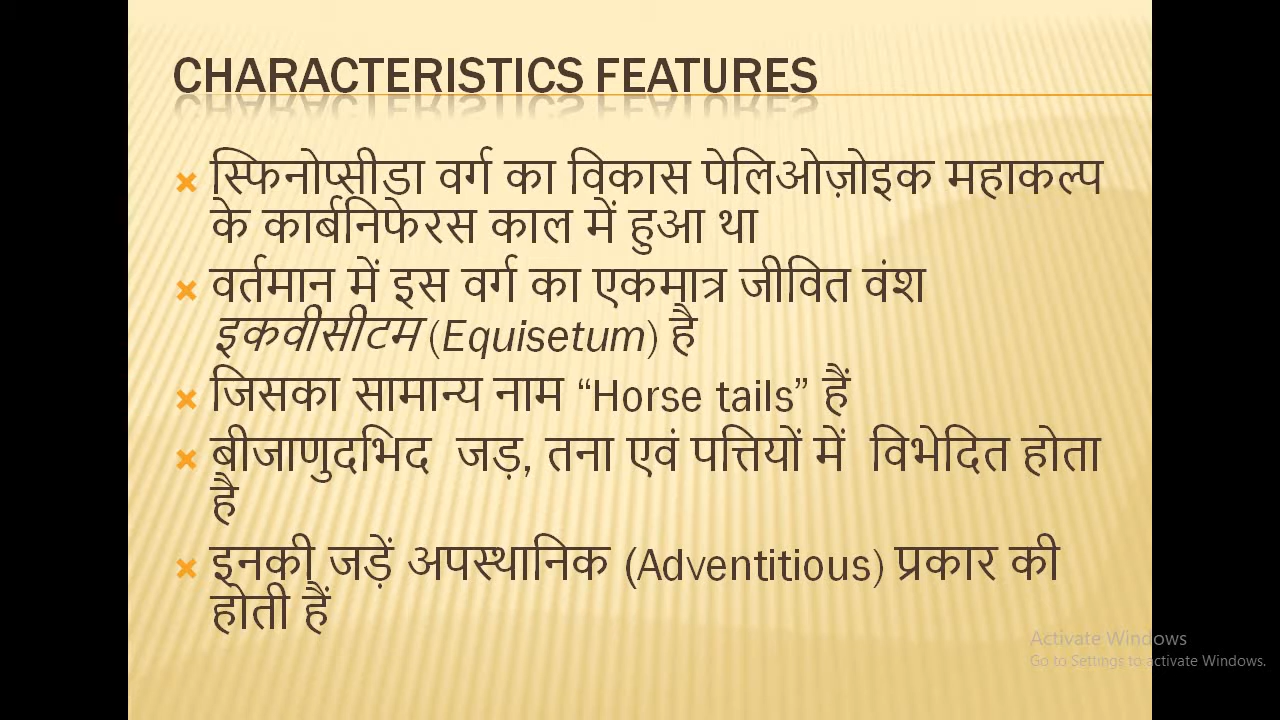 CHARACTERISTICS FEATURES
स्फिनोप्सीडा वर्ग का विकास पेलिओज़ोइक महाकल्प
के कार्बनिफेरस काल में हुआ था
वर्तमान में इस वर्ग का एकमात्र जीवित वंश
इकवीसीटम (Equisetum) है
जिसका सामान्य नाम “Horse tails” हैं
बीजाणुदभिद जड़, तना एवं पत्तियों में विभेदित होता
है
इनकी जड़ें अपस्थानिक (Adventitious) प्रकार की
होती हैं
Activate Windows
Go to Settings to activate Windows.